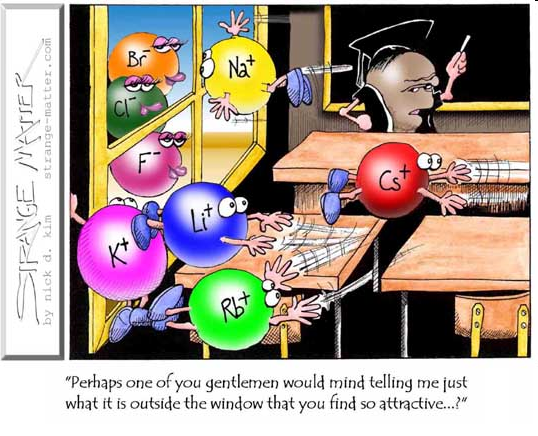 STRANGE MATTER
by nick d. kim strange-matter.com
Br-
Cl-
F-
Na+
Cs+
Li+
K+
Rb+
"Perhaps one of you gentlemen would mind telling me just
what it is outside the window that you find so attractive...?"